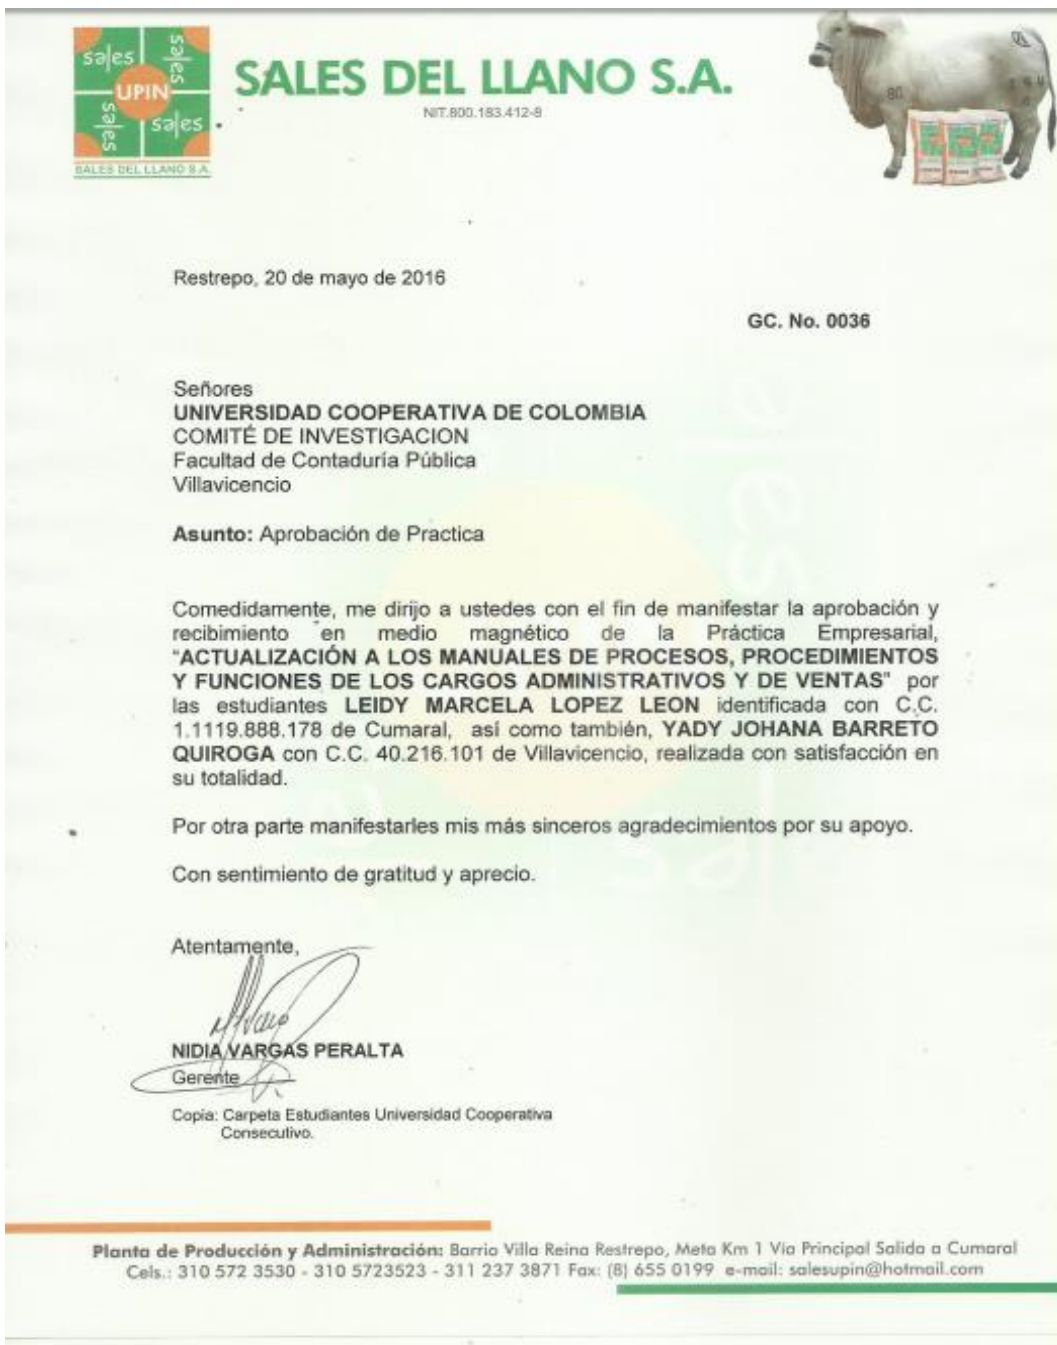 sales
sales
UPIN
sales
sales
SALES DEL LLANO S.A.
SALES DEL LLANO S.A.
NIT.800.183.412-8
Restrepo, 20 de mayo de 2016
GC. No. 0036
Señores
UNIVERSIDAD COOPERATIVA DE COLOMBIA
COMITÉ DE INVESTIGACION
Facultad de Contaduría Pública
Villavicencio
Asunto: Aprobación de Practica
Comedidamente, me dirijo a ustedes con el fin de manifestar la aprobación y
recibimiento en medio magnético de la Práctica Empresarial,
"ACTUALIZACIÓN A LOS MANUALES DE PROCESOS, PROCEDIMIENTOS
Y FUNCIONES DE LOS CARGOS ADMINISTRATIVOS Y DE VENTAS" por
las estudiantes LEIDY MARCELA LOPEZ LEON identificada con C.C.
1.1119.888.178 de Cumaral, así como también, YADY JOHANA BARRETO
QUIROGA con C.C. 40.216.101 de Villavicencio, realizada con satisfacción en
su totalidad.
Por otra parte manifestarles mis más sinceros agradecimientos por su apoyo.
Con sentimiento de gratitud y aprecio.
Atentamente,
NIDIA VARGAS PERALTA
Gerente
Copia: Carpeta Estudiantes Universidad Cooperativa
Consecutivo.
Planta de Producción y Administración: Barrio Villa Reina Restrepo, Meta Km 1 Vía Principal Salida a Cumaral
Cels.: 310 572 3530 - 310 5723523 - 311 237 3871 Fax: (8) 655 0199 e-mail: salesupin@hotmail.com